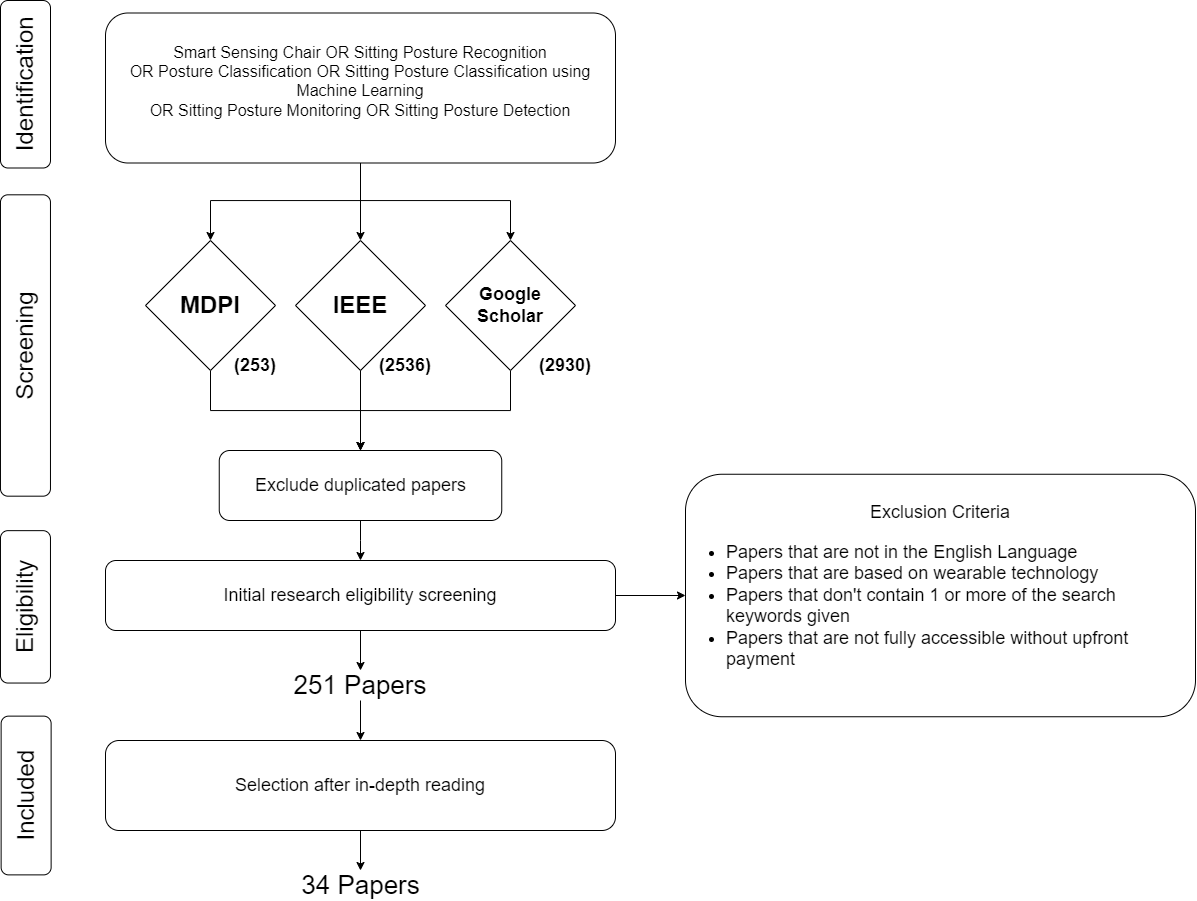 Identification
Smart Sensing Chair OR Sitting Posture Recognition
OR Posture Classification OR Sitting Posture Classification using
Machine Learning
OR Sitting Posture Monitoring OR Sitting Posture Detection
Screening
MDPI
(253)
IEEE
(2536)
Google
Scholar
(2930)
Exclude duplicated papers
Eligibility
Initial research eligibility screening
Exclusion Criteria
• Papers that are not in the English Language
• Papers that are based on wearable technology
• Papers that don't contain 1 or more of the search
keywords given
• Papers that are not fully accessible without upfront
payment
251 Papers
Included
Selection after in-depth reading
34 Papers